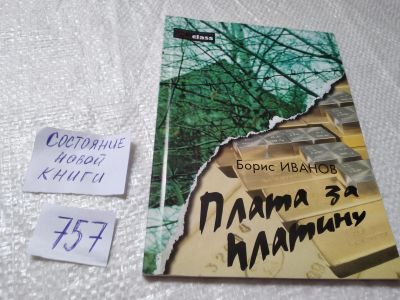 class
Борис ИВАНОВ
Плата за
платину
СОСТОЯНИЕ
НОВОЙ
КНИГИ
757